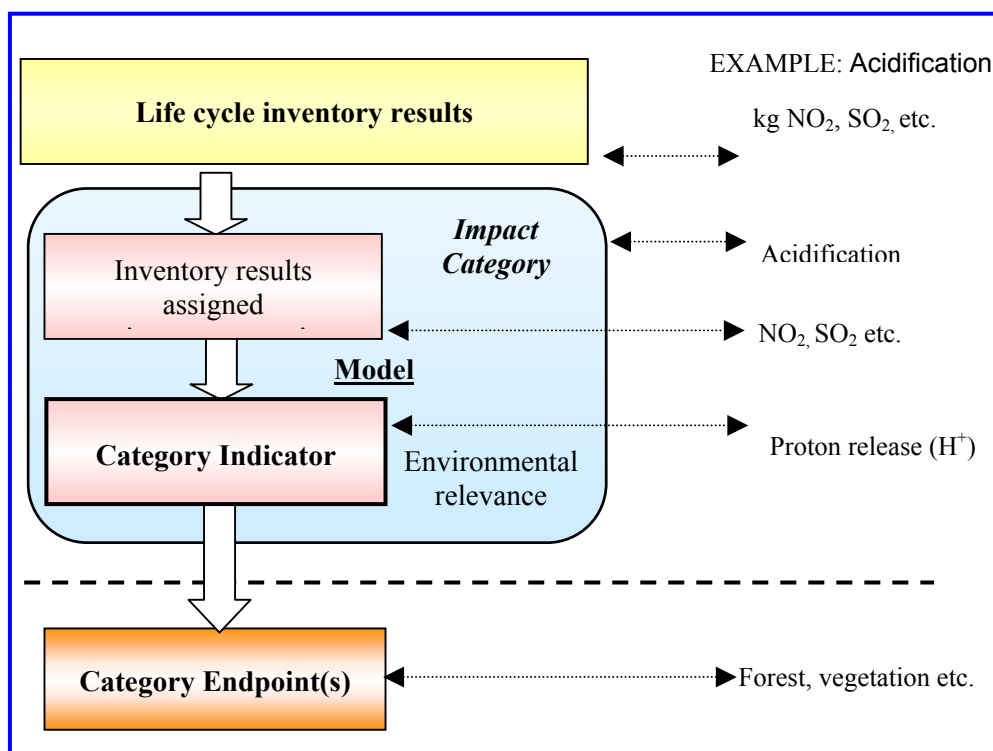 EXAMPLE: Acidification
Life cycle inventory results
kg NO₂, SO₂, etc.
Impact
Category
Acidification
Inventory results
assigned
NO₂, SO₂ etc.
Model
Category Indicator
Environmental
relevance
Proton release (H⁺)
Category Endpoint(s)
Forest, vegetation etc.